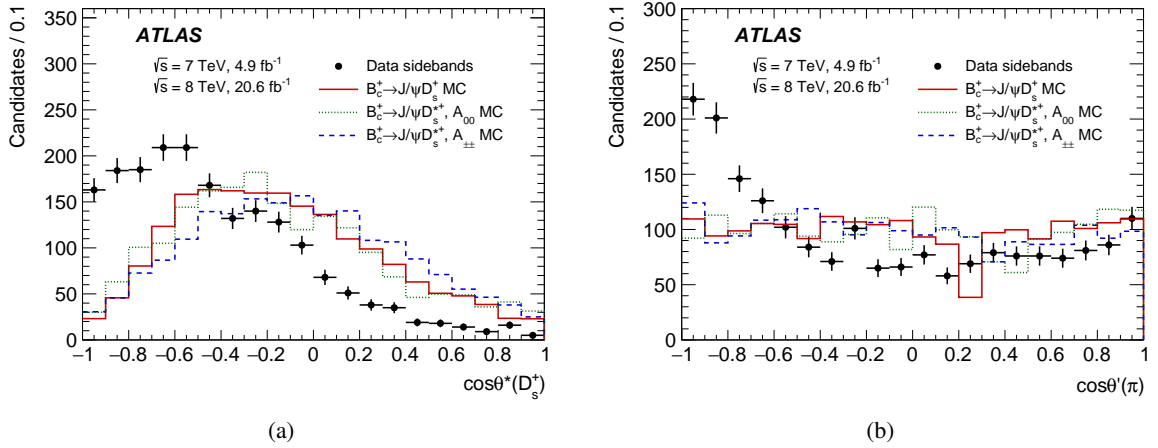 Candidates / 0.1
360
300
250
200
150
100
50
0
ATLAS
√s = 7 TeV, 4.9 fb⁻¹
√s = 8 TeV, 20.6 fb⁻¹
Data sidebands
B_c⁺→J/ψD_s⁺ MC
B_c⁺→J/ψD_s*⁺, A₀₀ MC
B_c⁺→J/ψD_s*⁺, A_±± MC
−1 −0.8 −0.6 −0.4 −0.2 0 0.2 0.4 0.6 0.8 1
cosθ*(D_s⁺)
(a)
Candidates / 0.1
300
250
200
150
100
50
0
ATLAS
√s = 7 TeV, 4.9 fb⁻¹
√s = 8 TeV, 20.6 fb⁻¹
Data sidebands
B_c⁺→J/ψD_s⁺ MC
B_c⁺→J/ψD_s*⁺, A₀₀ MC
B_c⁺→J/ψD_s*⁺, A_±± MC
−1 −0.8 −0.6 −0.4 −0.2 0 0.2 0.4 0.6 0.8 1
cosθ'(π)
(b)